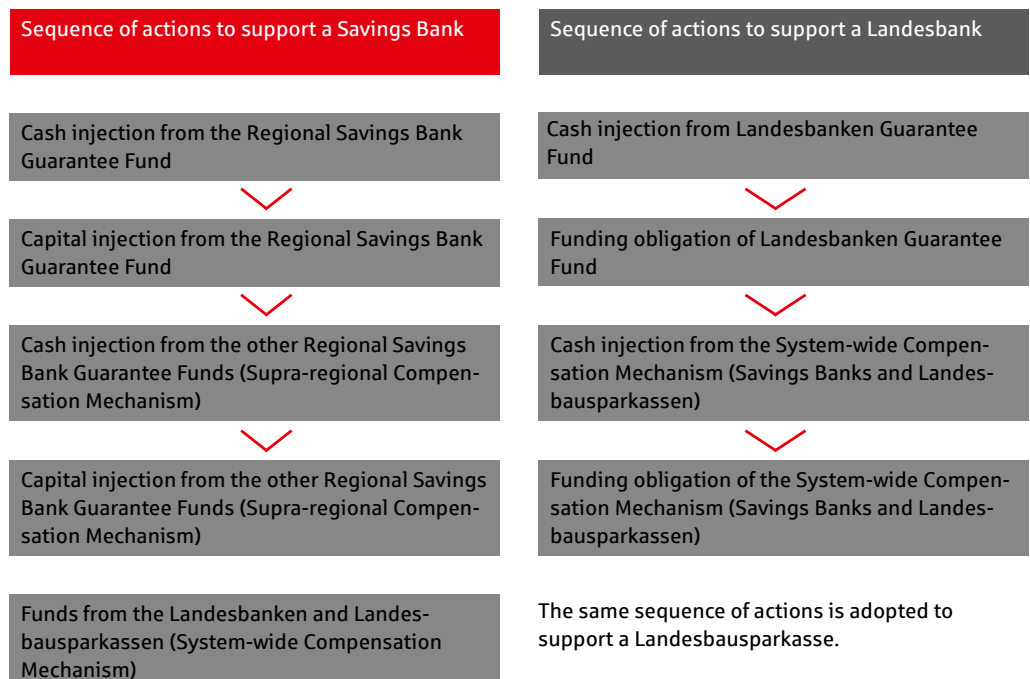 Sequence of actions to support a Savings Bank
Cash injection from the Regional Savings Bank
Guarantee Fund
Capital injection from the Regional Savings Bank
Guarantee Fund
Cash injection from the other Regional Savings
Bank Guarantee Funds (Supra-regional Compen-
sation Mechanism)
Capital injection from the other Regional Savings
Bank Guarantee Funds (Supra-regional Compen-
sation Mechanism)
Funds from the Landesbanken and Landes-
bausparkassen (System-wide Compensation
Mechanism)
Sequence of actions to support a Landesbank
Cash injection from Landesbanken Guarantee
Fund
Funding obligation of Landesbanken Guarantee
Fund
Cash injection from the System-wide Compen-
sation Mechanism (Savings Banks and Landes-
bausparkassen)
Funding obligation of the System-wide Compen-
sation Mechanism (Savings Banks and Landes-
bausparkassen)
The same sequence of actions is adopted to
support a Landesbausparkasse.